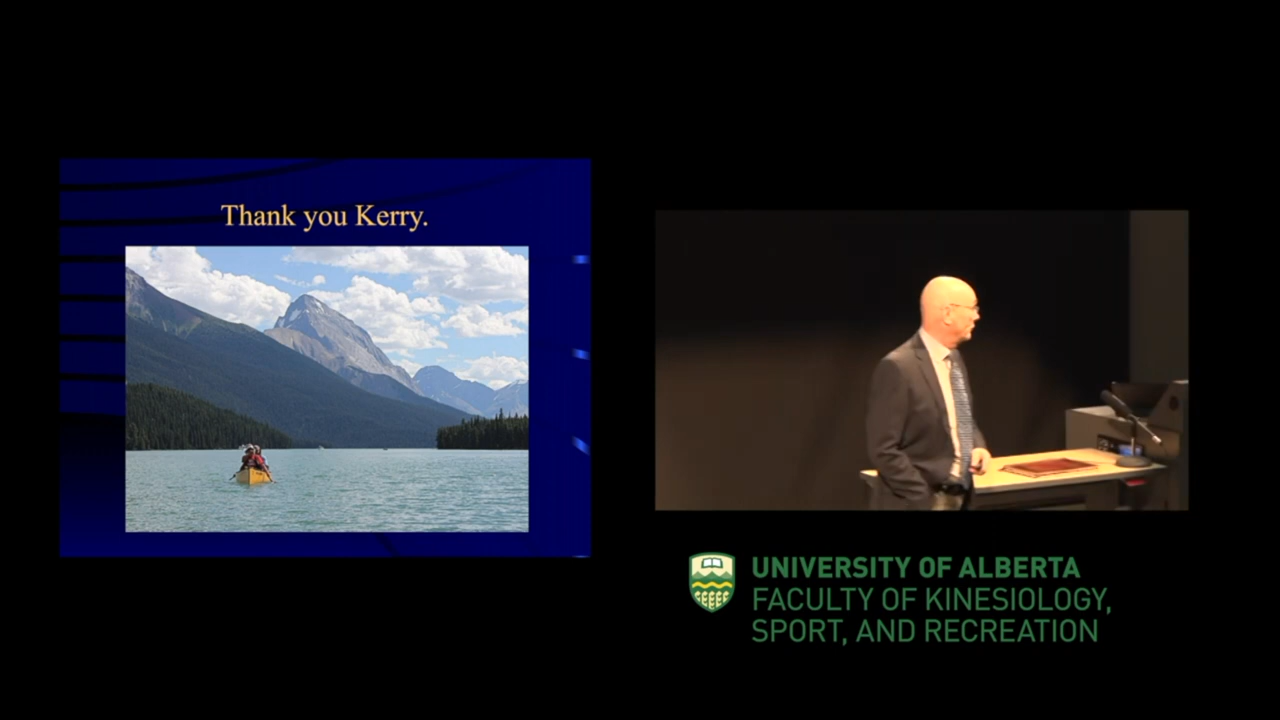 Thank you Kerry.
UNIVERSITY OF ALBERTA
FACULTY OF KINESIOLOGY,
SPORT, AND RECREATION